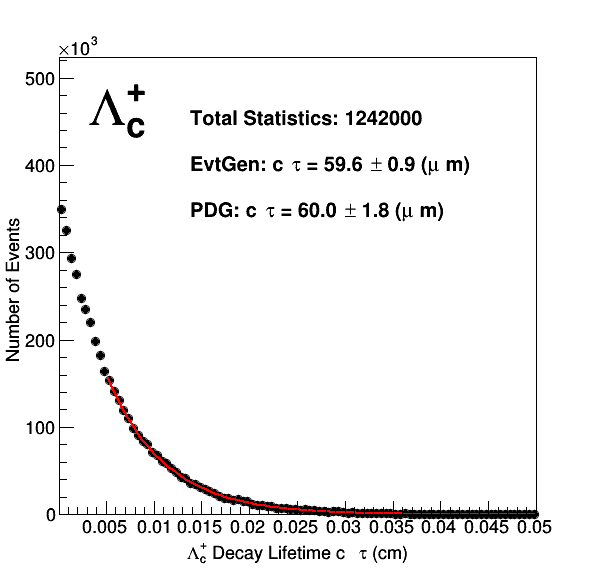 ×10³
500
400
300
200
100
0
Number of Events
Λc⁺
Total Statistics: 1242000
EvtGen: c τ = 59.6 ± 0.9 (μ m)
PDG: c τ = 60.0 ± 1.8 (μ m)
0.005 0.01 0.015 0.02 0.025 0.03 0.035 0.04 0.045 0.05
Λc⁺ Decay Lifetime c τ (cm)